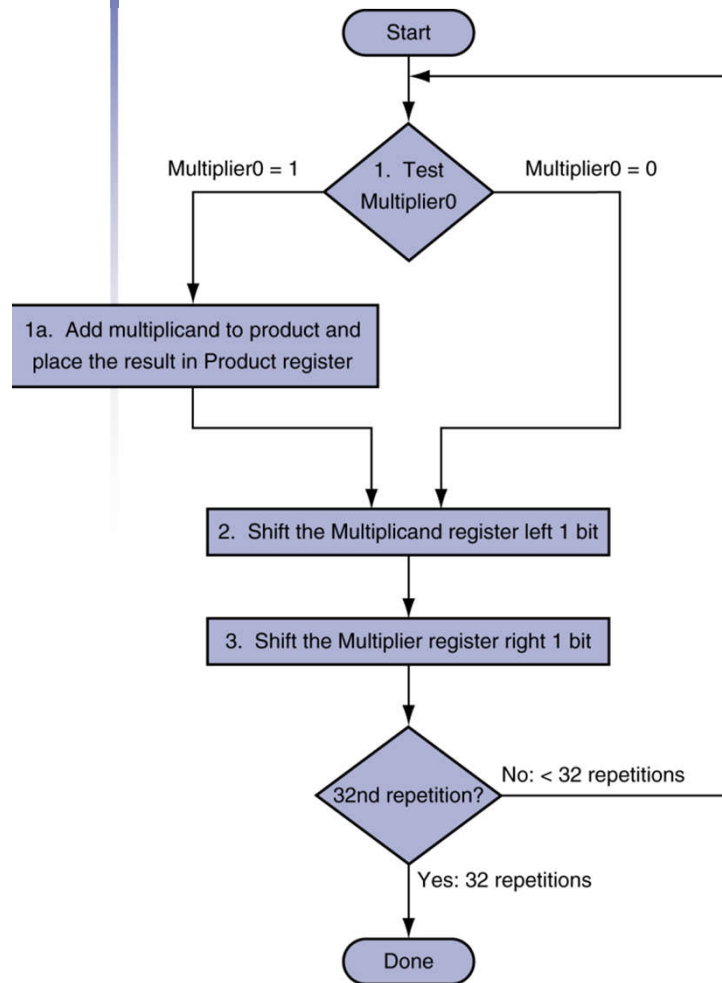 Start
1. Test
Multiplier0
Multiplier0 = 1
Multiplier0 = 0
1a. Add multiplicand to product and
place the result in Product register
2. Shift the Multiplicand register left 1 bit
3. Shift the Multiplier register right 1 bit
32nd repetition?
No: < 32 repetitions
Yes: 32 repetitions
Done